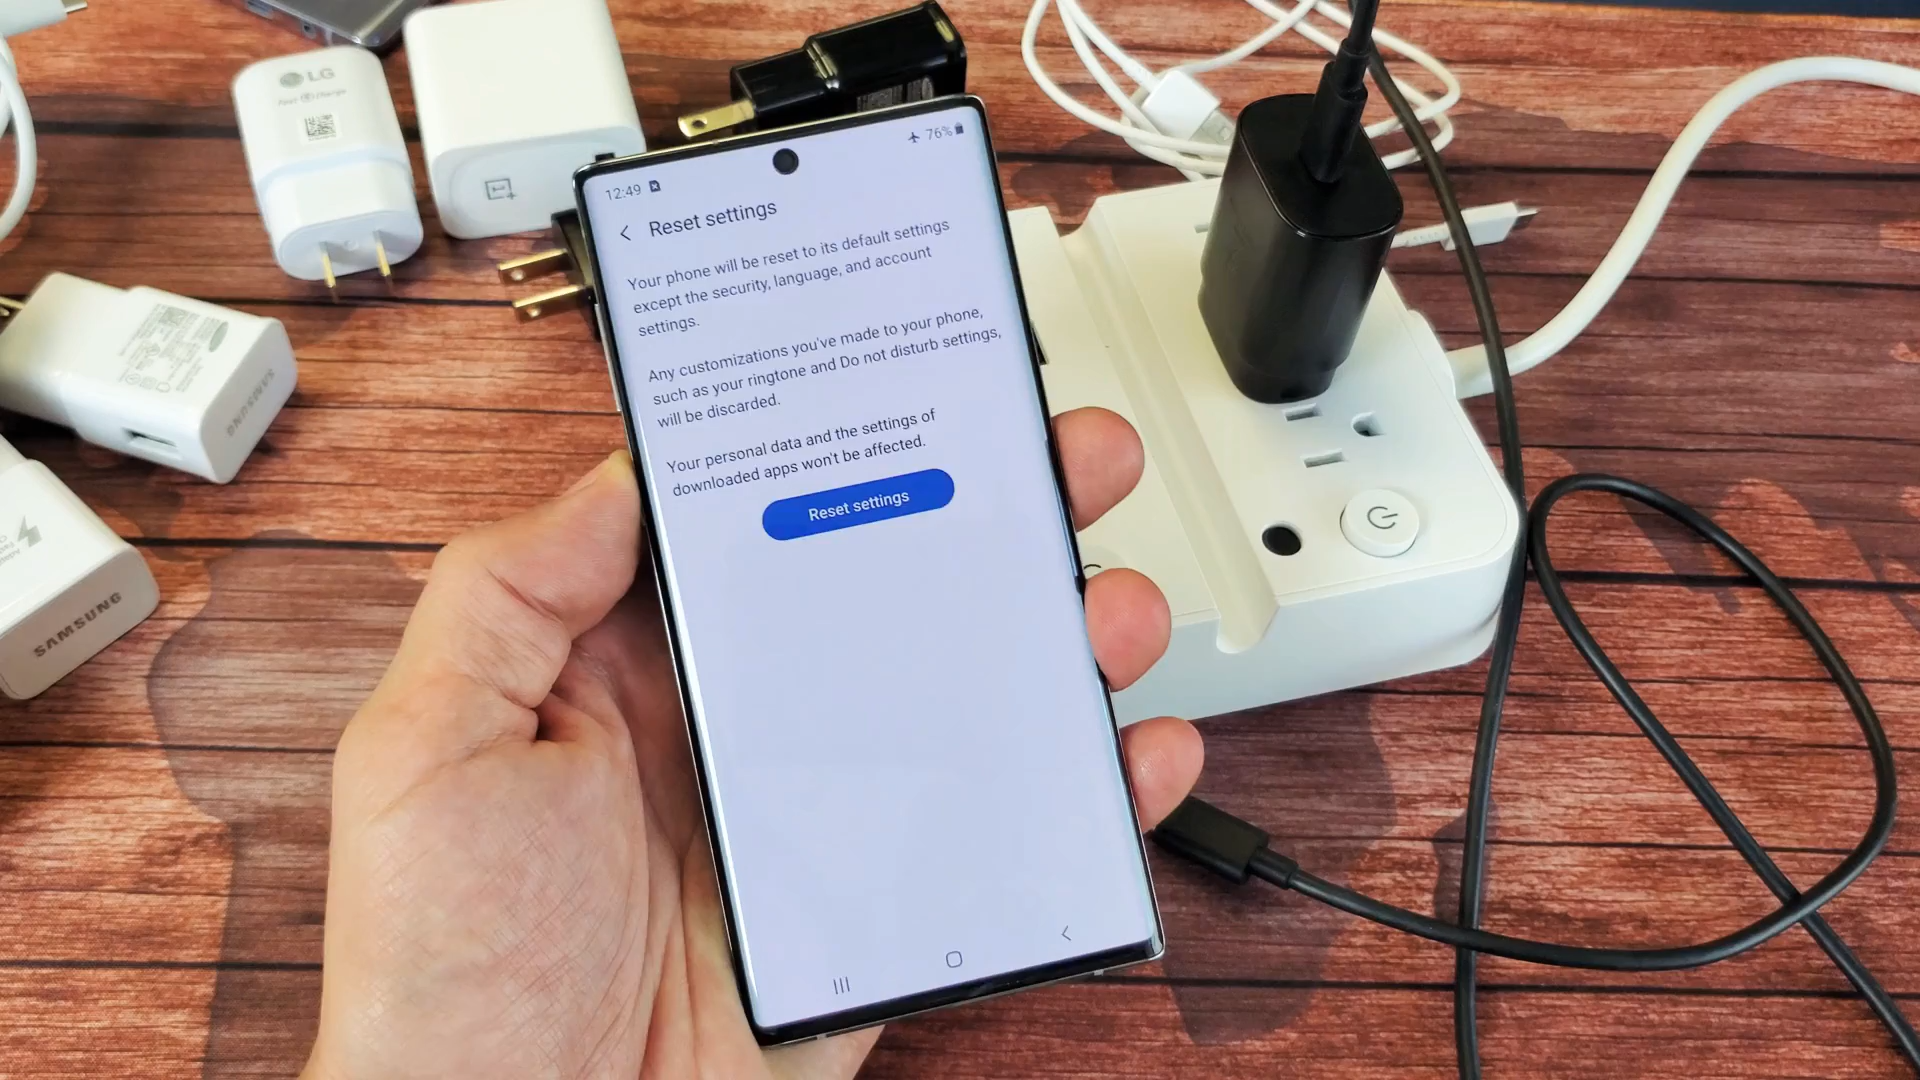 LG
12:49
76%
Reset settings
Your phone will be reset to its default settings
except the security, language, and account
settings.
Any customizations you've made to your phone,
such as your ringtone and Do not disturb settings,
will be discarded.
Your personal data and the settings of
downloaded apps won't be affected.
Reset settings
SAMSUNG
SAMSUNG